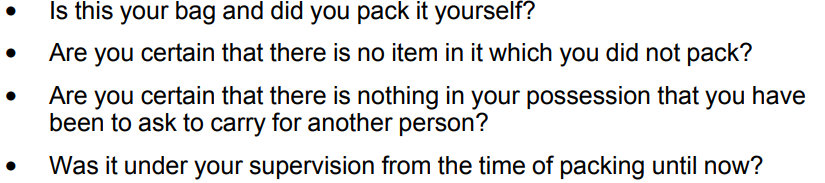 • Is this your bag and did you pack it yourself?
• Are you certain that there is no item in it which you did not pack?
• Are you certain that there is nothing in your possession that you have
been to ask to carry for another person?
• Was it under your supervision from the time of packing until now?